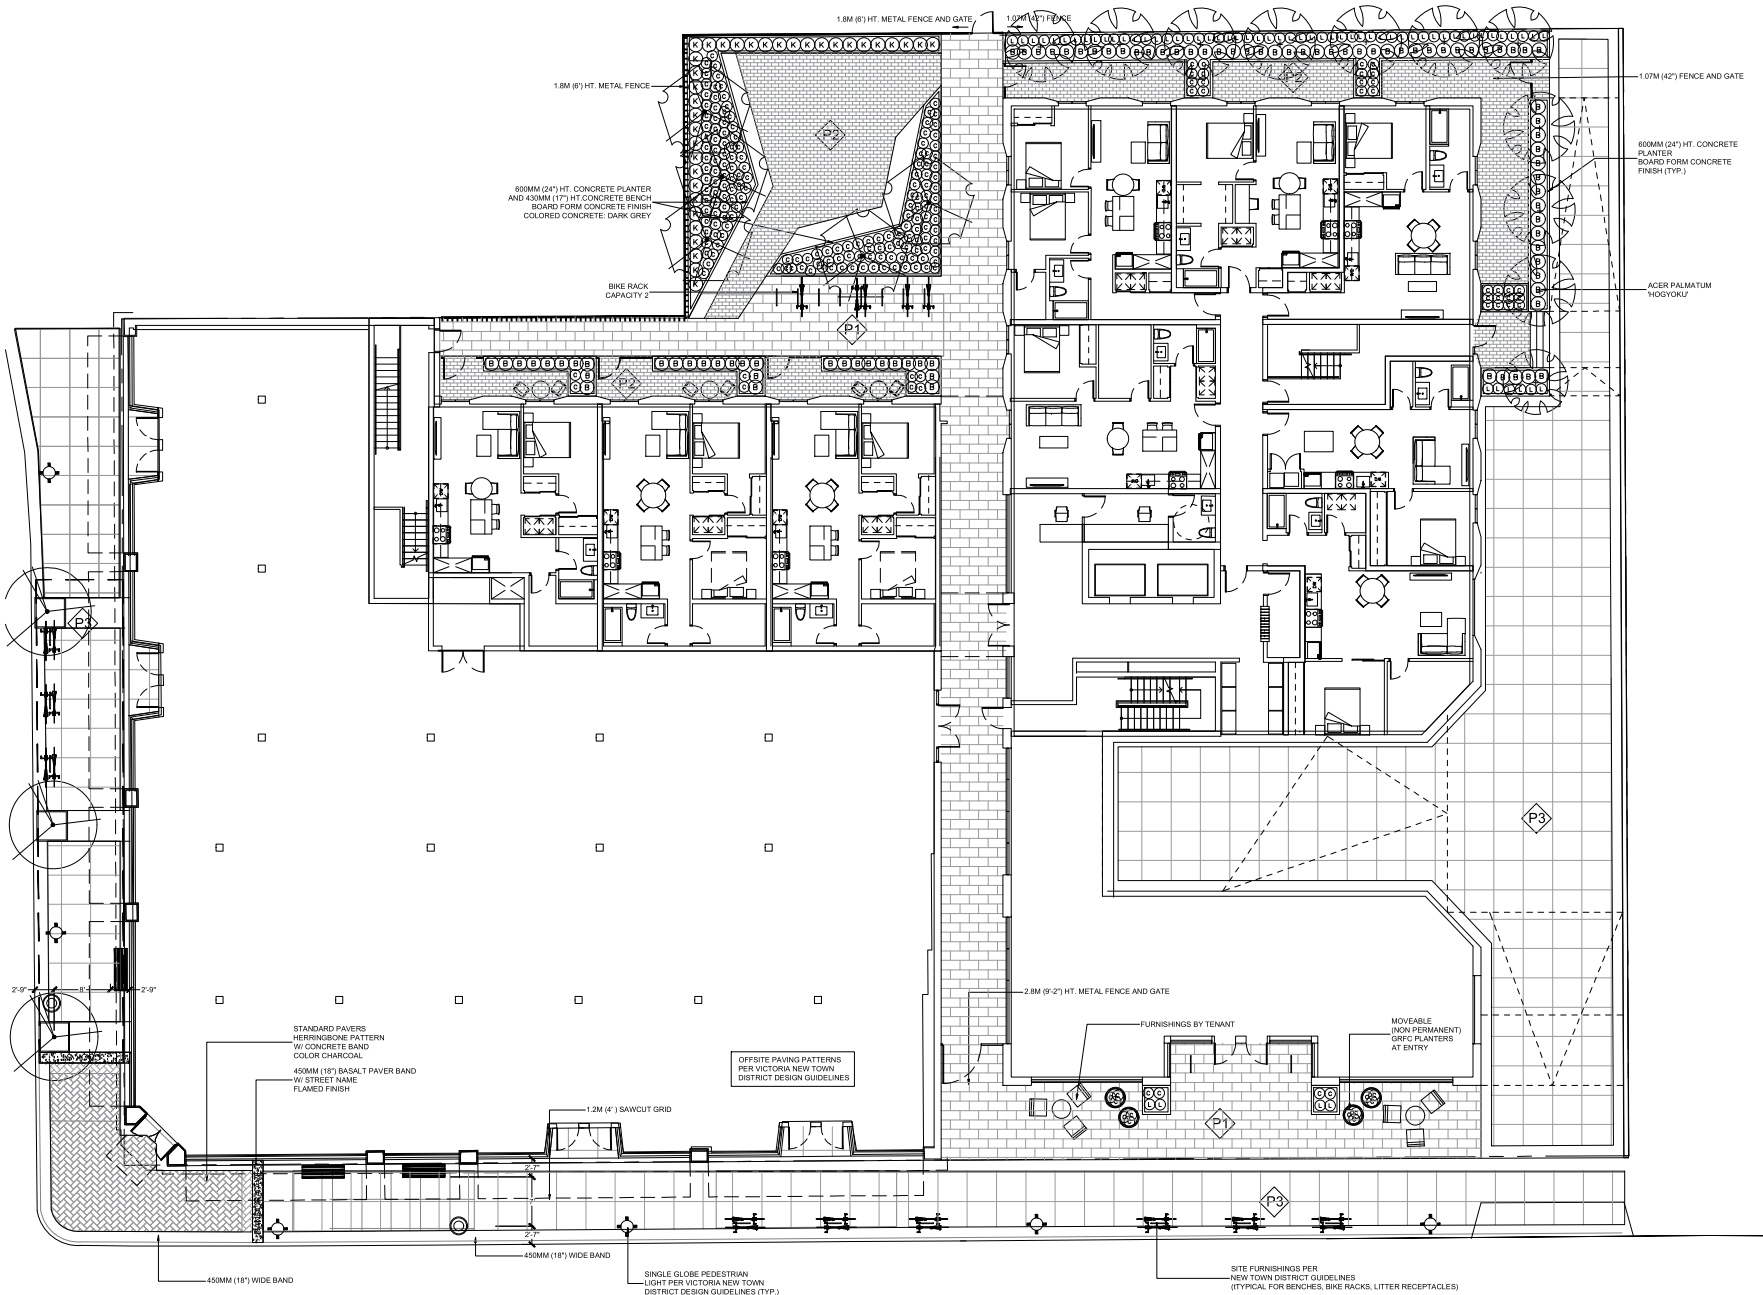 1.8M (6') HT. METAL FENCE AND GATE
1.07M (42") FENCE
1.8M (6') HT. METAL FENCE
1.07M (42") FENCE AND GATE
P2
P2
600MM (24") HT. CONCRETE
PLANTER
BOARD FORM CONCRETE
FINISH (TYP.)
600MM (24") HT. CONCRETE PLANTER
AND 430MM (17") HT.CONCRETE BENCH
BOARD FORM CONCRETE FINISH
COLORED CONCRETE: DARK GREY
BIKE RACK
CAPACITY 2
ACER PALMATUM
'HOGYOKU'
P1
P2
P3
P3
2'-9"
8'
2'-9"
2.8M (9'-2") HT. METAL FENCE AND GATE
FURNISHINGS BY TENANT
MOVEABLE
(NON PERMANENT)
GRFC PLANTERS
AT ENTRY
STANDARD PAVERS
HERRINGBONE PATTERN
W/ CONCRETE BAND
COLOR CHARCOAL
450MM (18") BASALT PAVER BAND
W/ STREET NAME
FLAMED FINISH
OFFSITE PAVING PATTERNS
PER VICTORIA NEW TOWN
DISTRICT DESIGN GUIDELINES
1.2M (4' ) SAWCUT GRID
P1
2'-7"
P3
2'-7"
450MM (18") WIDE BAND
450MM (18") WIDE BAND
SINGLE GLOBE PEDESTRIAN
LIGHT PER VICTORIA NEW TOWN
DISTRICT DESIGN GUIDELINES (TYP.)
SITE FURNISHINGS PER
NEW TOWN DISTRICT GUIDELINES
(ITYPICAL FOR BENCHES, BIKE RACKS, LITTER RECEPTACLES)